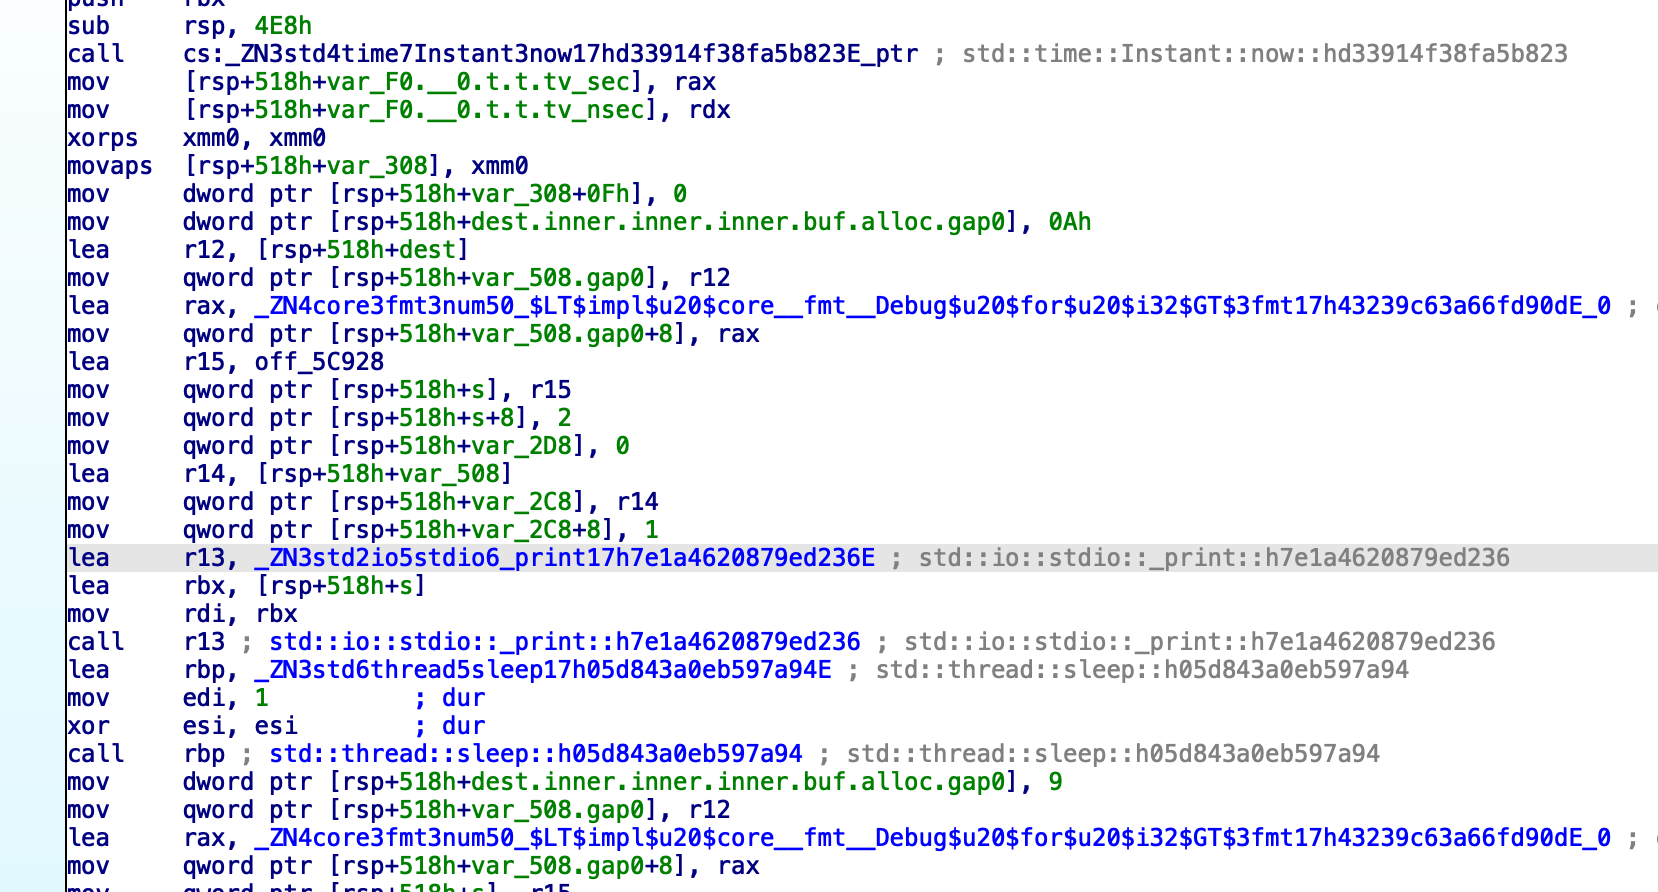 push rbx
sub rsp, 4E8h
call cs:_ZN3std4time7Instant3now17hd33914f38fa5b823E_ptr ; std::time::Instant::now::hd33914f38fa5b823
mov [rsp+518h+var_F0.__0.t.t.tv_sec], rax
mov [rsp+518h+var_F0.__0.t.t.tv_nsec], rdx
xorps xmm0, xmm0
movaps [rsp+518h+var_308], xmm0
mov dword ptr [rsp+518h+var_308+0Fh], 0
mov dword ptr [rsp+518h+dest.inner.inner.inner.buf.alloc.gap0], 0Ah
lea r12, [rsp+518h+dest]
mov qword ptr [rsp+518h+var_508.gap0], r12
lea rax, _ZN4core3fmt3num50_$LT$impl$u20$core__fmt__Debug$u20$for$u20$i32$GT$3fmt17h43239c63a66fd90dE_0 ;
mov qword ptr [rsp+518h+var_508.gap0+8], rax
lea r15, off_5C928
mov qword ptr [rsp+518h+s], r15
mov qword ptr [rsp+518h+s+8], 2
mov qword ptr [rsp+518h+var_2D8], 0
lea r14, [rsp+518h+var_508]
mov qword ptr [rsp+518h+var_2C8], r14
mov qword ptr [rsp+518h+var_2C8+8], 1
lea r13, _ZN3std2io5stdio6_print17h7e1a4620879ed236E ; std::io::stdio::_print::h7e1a4620879ed236
lea rbx, [rsp+518h+s]
mov rdi, rbx
call r13 ; std::io::stdio::_print::h7e1a4620879ed236 ; std::io::stdio::_print::h7e1a4620879ed236
lea rbp, _ZN3std6thread5sleep17h05d843a0eb597a94E ; std::thread::sleep::h05d843a0eb597a94
mov edi, 1 ; dur
xor esi, esi ; dur
call rbp ; std::thread::sleep::h05d843a0eb597a94 ; std::thread::sleep::h05d843a0eb597a94
mov dword ptr [rsp+518h+dest.inner.inner.inner.buf.alloc.gap0], 9
mov qword ptr [rsp+518h+var_508.gap0], r12
lea rax, _ZN4core3fmt3num50_$LT$impl$u20$core__fmt__Debug$u20$for$u20$i32$GT$3fmt17h43239c63a66fd90dE_0 ;
mov qword ptr [rsp+518h+var_508.gap0+8], rax
mov qword ptr [rsp+518h+s], r15